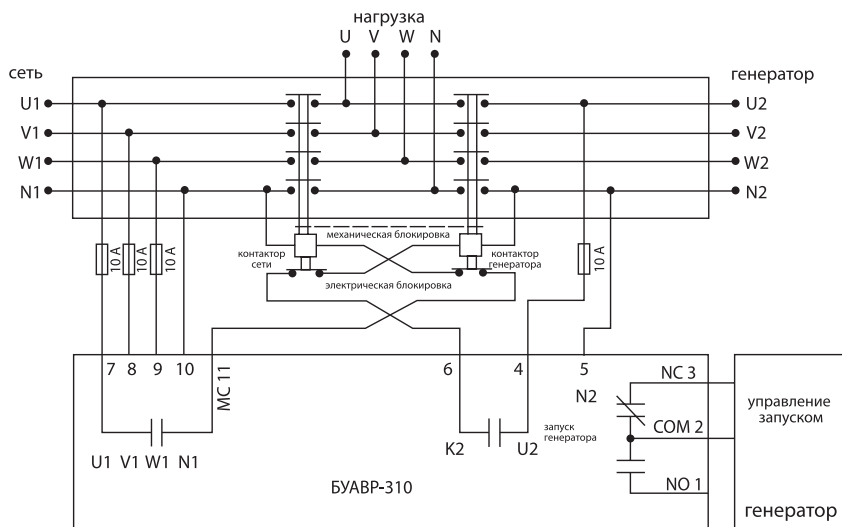 нагрузка
U V W N
сеть
генератор
U1
U2
V1
V2
W1
W2
N1
N2
механическая блокировка
контактор
сети
контактор
генератора
10 А
10 А
10 А
10 А
электрическая блокировка
7 8 9 10
МС 11
6 4 5
N2
NC 3
управление
запуском
COM 2
запуск
генератора
U1 V1 W1 N1
K2
U2
NO 1
БУАВР-310
генератор